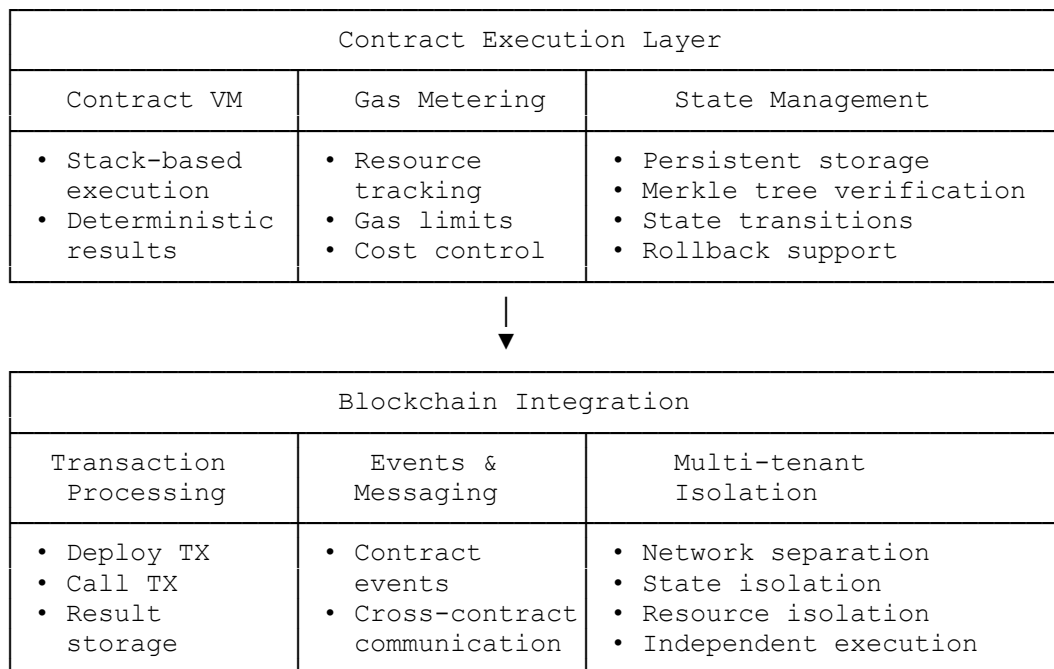 Contract Execution Layer
Contract VM
Gas Metering
State Management
• Stack-based
execution
• Deterministic
results
• Resource
tracking
• Gas limits
• Cost control
• Persistent storage
• Merkle tree verification
• State transitions
• Rollback support
Blockchain Integration
Transaction
Processing
Events &
Messaging
Multi-tenant
Isolation
• Deploy TX
• Call TX
• Result
storage
• Contract
events
• Cross-contract
communication
• Network separation
• State isolation
• Resource isolation
• Independent execution